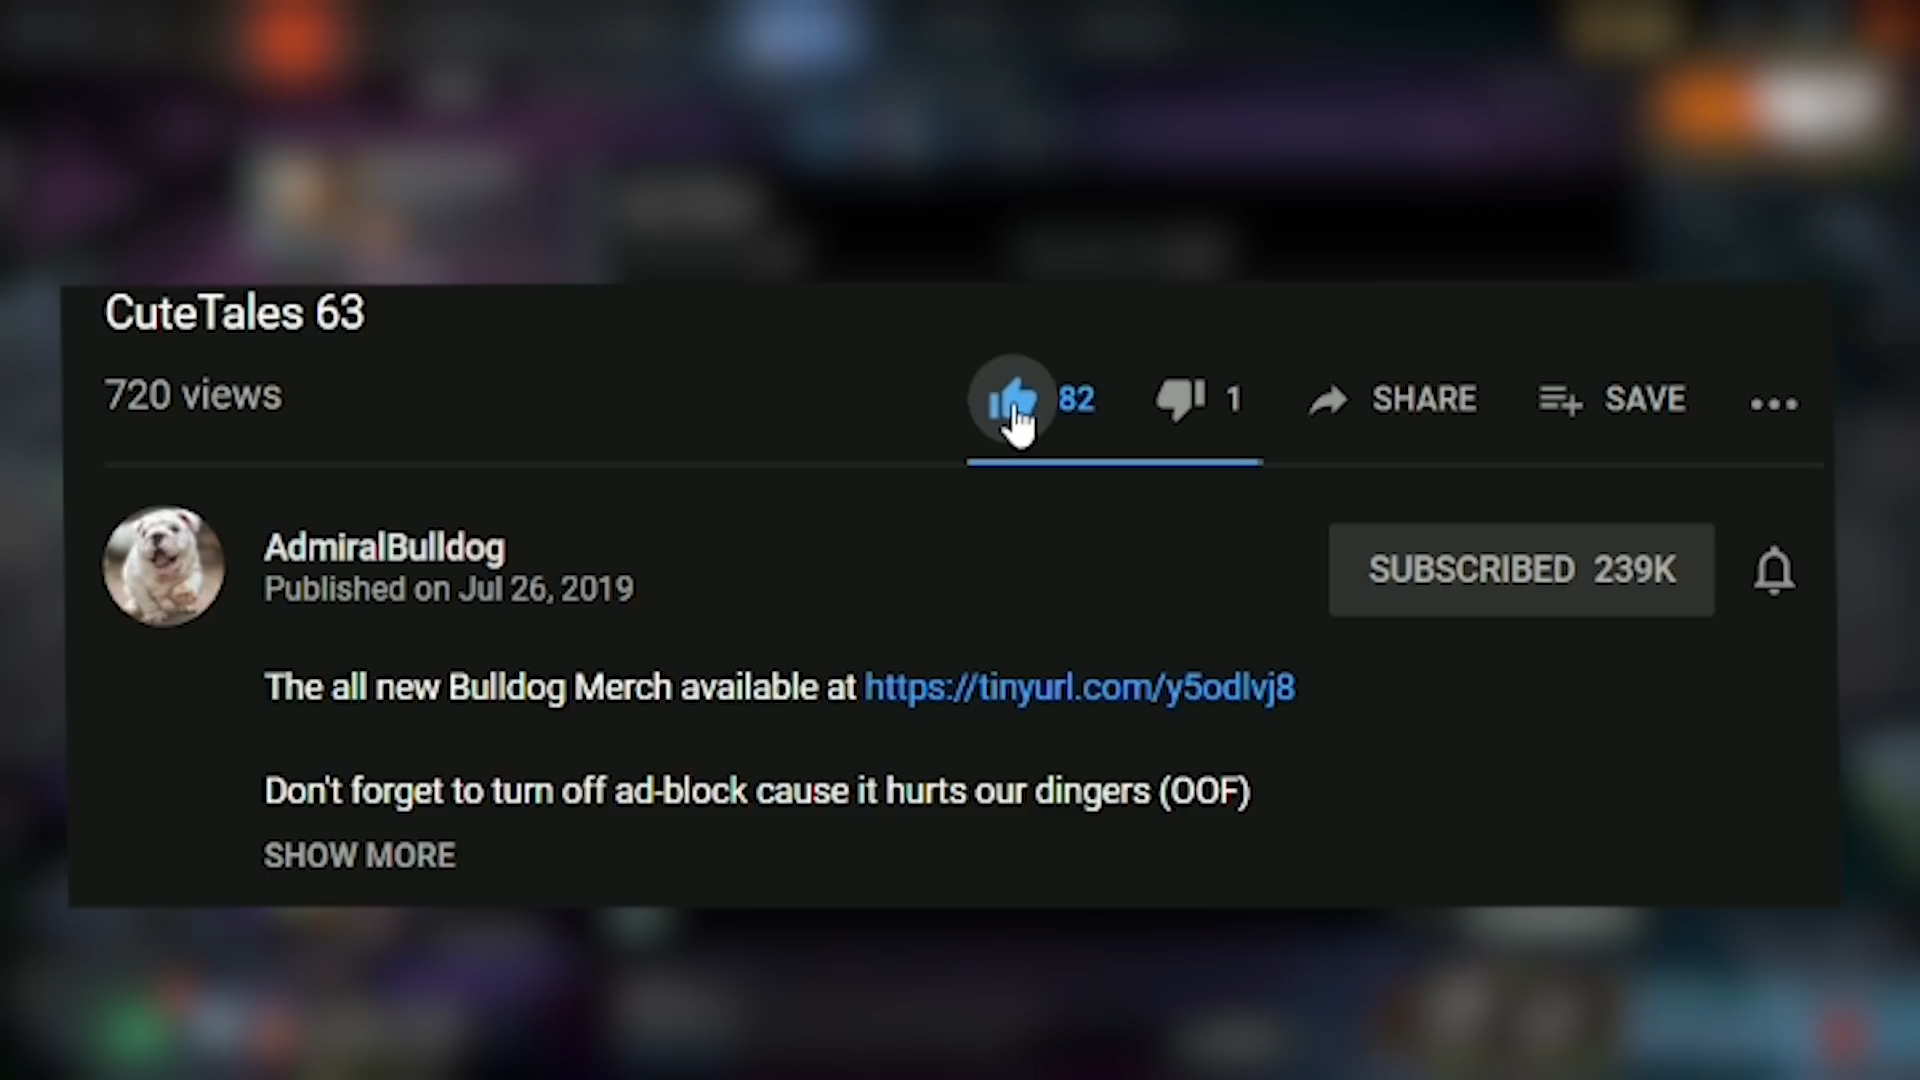 CuteTales 63
720 views
82
1
SHARE
SAVE
AdmiralBulldog
Published on Jul 26, 2019
SUBSCRIBED 239K
The all new Bulldog Merch available at https://tinyurl.com/y5odlvj8
Don't forget to turn off ad-block cause it hurts our dingers (OOF)
SHOW MORE